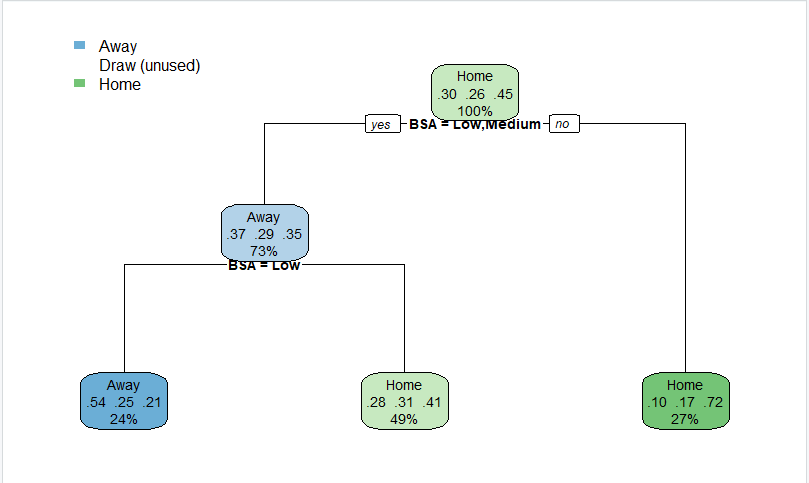 Away
Draw (unused)
Home
Home
.30 .26 .45
100%
yes BSA = Low,Medium no
Away
.37 .29 .35
73%
BSA = Low
Away
.54 .25 .21
24%
Home
.28 .31 .41
49%
Home
.10 .17 .72
27%